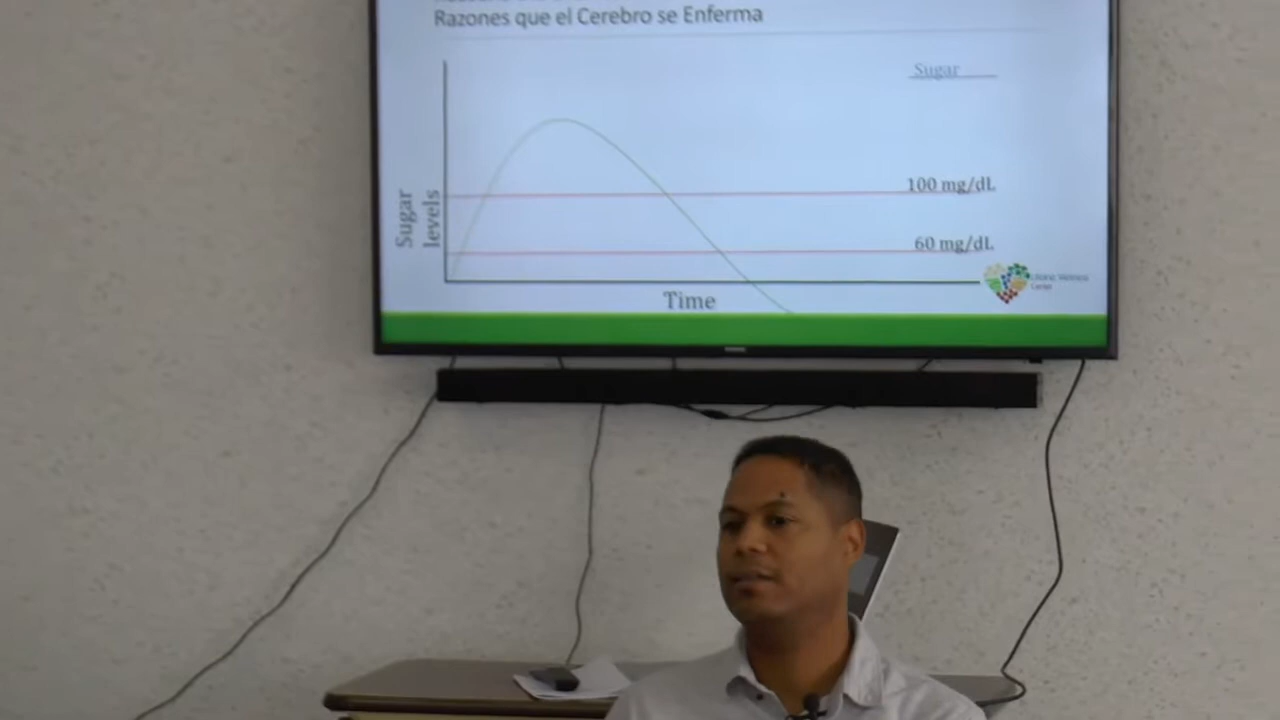 Razones que el Cerebro se Enferma
Sugar
100 mg/dL
60 mg/dL
Sugar
levels
Time